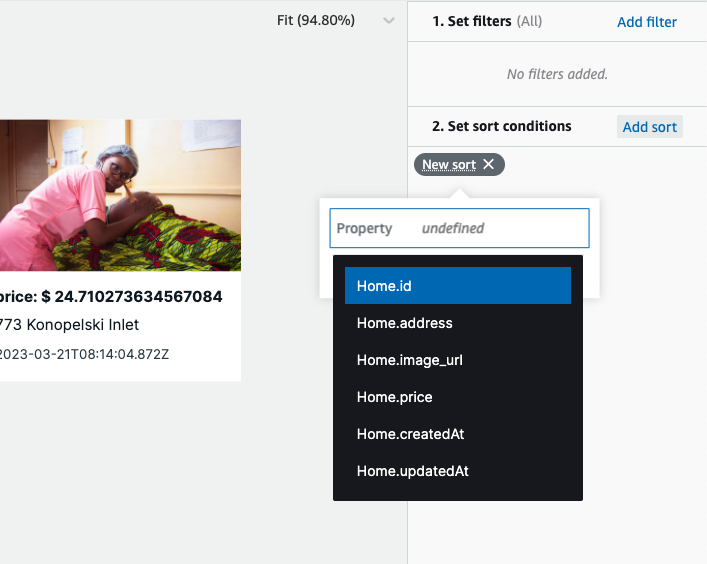 Fit (94.80%)
1. Set filters (All) Add filter
No filters added.
2. Set sort conditions Add sort
New sort
Property undefined
Home.id
Home.address
Home.image_url
Home.price
Home.createdAt
Home.updatedAt
price: $ 24.710273634567084
773 Konopelski Inlet
2023-03-21T08:14:04.872Z